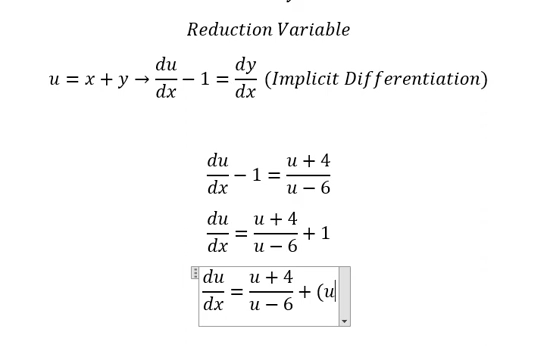 Reduction Variable
u = x + y → du/dx − 1 = dy/dx (Implicit Differentiation)
du/dx − 1 = (u + 4)/(u − 6)
du/dx = (u + 4)/(u − 6) + 1
du/dx = (u + 4)/(u − 6) + (u